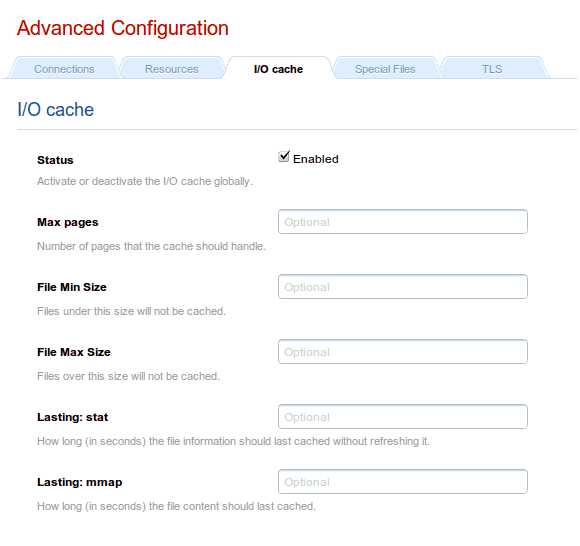 Advanced Configuration
Connections Resources I/O cache Special Files TLS
I/O cache
Status Enabled
Activate or deactivate the I/O cache globally.
Max pages Optional
Number of pages that the cache should handle.
File Min Size Optional
Files under this size will not be cached.
File Max Size Optional
Files over this size will not be cached.
Lasting: stat Optional
How long (in seconds) the file information should last cached without refreshing it.
Lasting: mmap Optional
How long (in seconds) the file content should last cached.